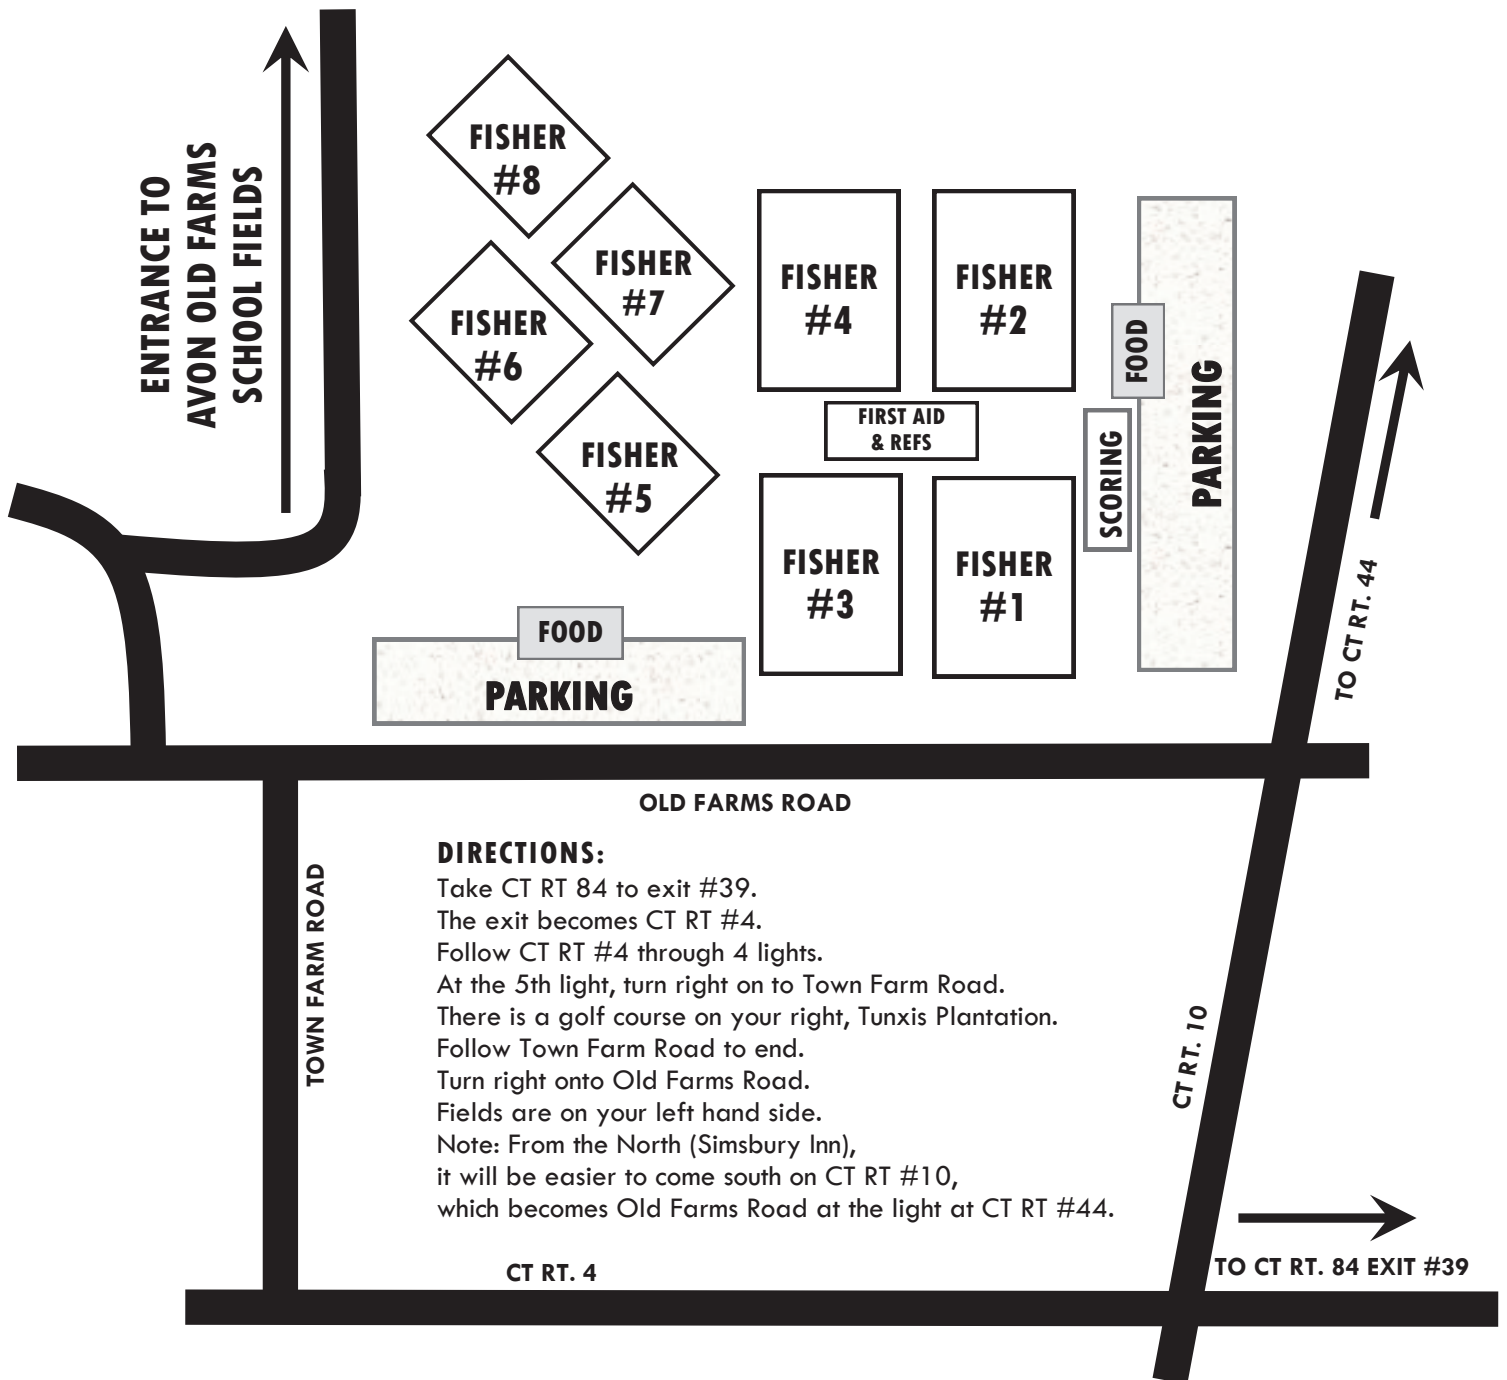 ENTRANCE TO
AVON OLD FARMS
SCHOOL FIELDS
FISHER
#8
FISHER
#7
FISHER
#6
FISHER
#5
FISHER
#4
FISHER
#2
FIRST AID
& REFS
FISHER
#3
FISHER
#1
FOOD
SCORING
PARKING
FOOD
PARKING
TO CT RT. 44
OLD FARMS ROAD
TOWN FARM ROAD
DIRECTIONS:
Take CT RT 84 to exit #39.
The exit becomes CT RT #4.
Follow CT RT #4 through 4 lights.
At the 5th light, turn right on to Town Farm Road.
There is a golf course on your right, Tunxis Plantation.
Follow Town Farm Road to end.
Turn right onto Old Farms Road.
Fields are on your left hand side.
Note: From the North (Simsbury Inn),
it will be easier to come south on CT RT #10,
which becomes Old Farms Road at the light at CT RT #44.
CT RT. 10
CT RT. 4
TO CT RT. 84 EXIT #39